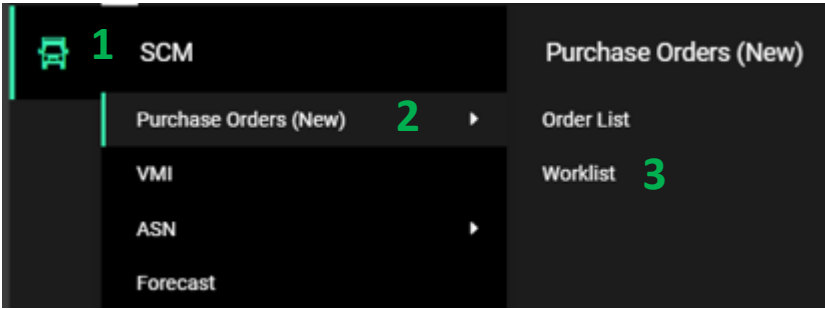 1 SCM Purchase Orders (New)
Purchase Orders (New) 2 Order List
VMI Worklist 3
ASN
Forecast